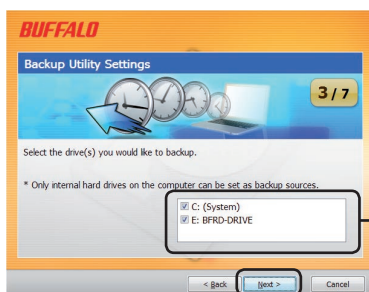 BUFFALO
Backup Utility Settings
3 / 7
Select the drive(s) you would like to backup.
* Only internal hard drives on the computer can be set as backup sources.
C: (System)
E: BFRD-DRIVE
< Back
Next >
Cancel